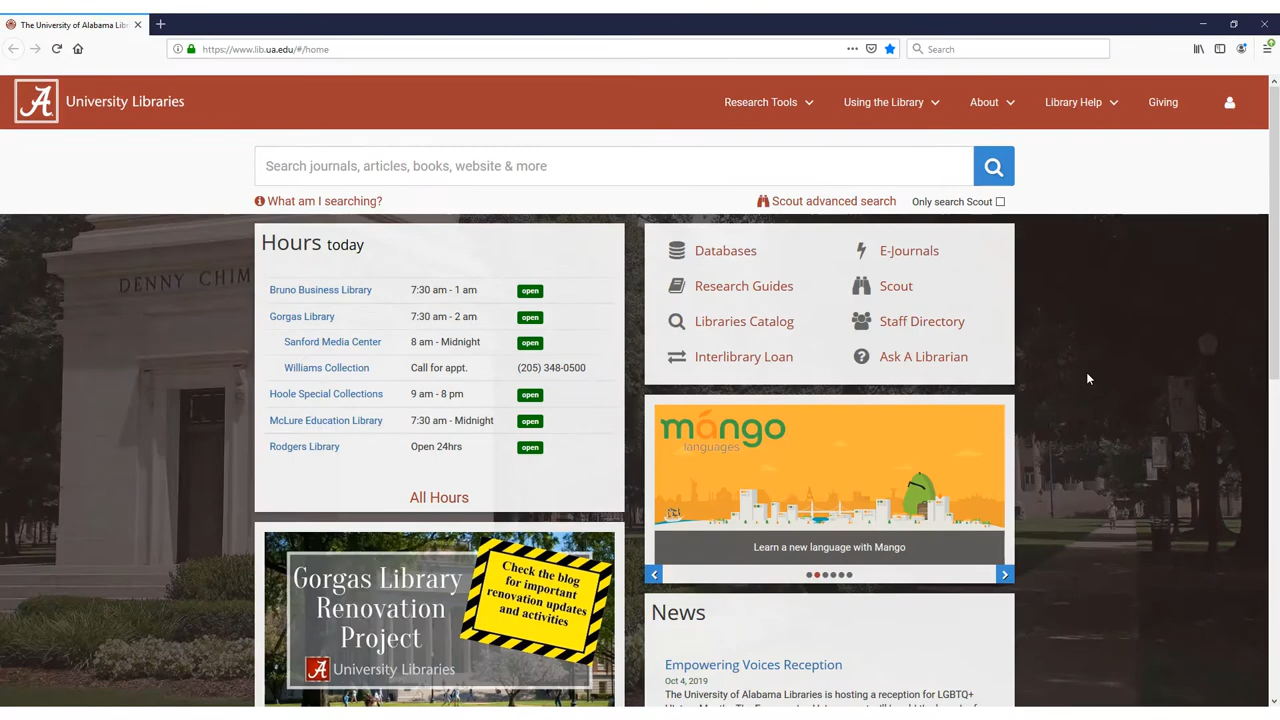 The University of Alabama Lib
https://www.lib.ua.edu/#/home
Search
A
University Libraries
Research Tools
Using the Library
About
Library Help
Giving
Search journals, articles, books, website & more
What am I searching?
Scout advanced search
Only search Scout
DENNY CHIM
Hours today
Bruno Business Library 7:30 am - 1 am open
Gorgas Library 7:30 am - 2 am open
Sanford Media Center 8 am - Midnight open
Williams Collection Call for appt. (205) 348-0500
Hoole Special Collections 9 am - 8 pm open
McLure Education Library 7:30 am - Midnight open
Rodgers Library Open 24hrs open
All Hours
Databases
E-Journals
Research Guides
Scout
Libraries Catalog
Staff Directory
Interlibrary Loan
Ask A Librarian
mango
languages
Learn a new language with Mango
Gorgas Library
Renovation
Project
A University Libraries
Check the blog
for important
renovation updates
and activities
News
Empowering Voices Reception
Oct 4, 2019
The University of Alabama Libraries is hosting a reception for LGBTQ+